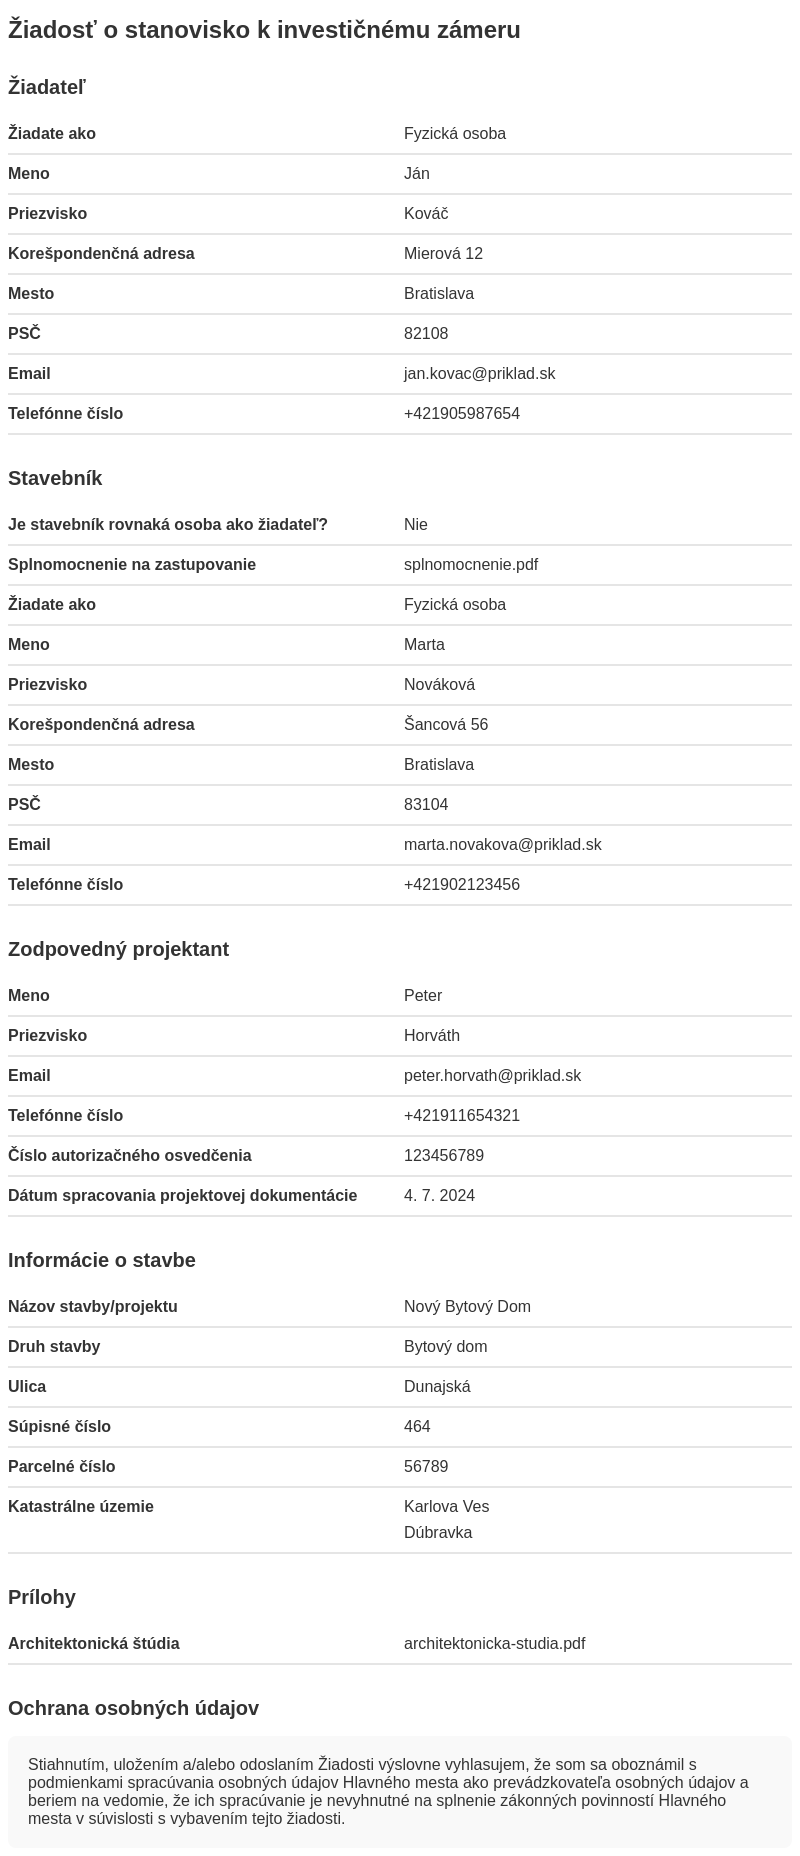 Žiadosť o stanovisko k investičnému zámeru
Žiadateľ
Žiadate ako Fyzická osoba
Meno Ján
Priezvisko Kováč
Korešpondenčná adresa Mierová 12
Mesto Bratislava
PSČ 82108
Email jan.kovac@priklad.sk
Telefónne číslo +421905987654
Stavebník
Je stavebník rovnaká osoba ako žiadateľ? Nie
Splnomocnenie na zastupovanie splnomocnenie.pdf
Žiadate ako Fyzická osoba
Meno Marta
Priezvisko Nováková
Korešpondenčná adresa Šancová 56
Mesto Bratislava
PSČ 83104
Email marta.novakova@priklad.sk
Telefónne číslo +421902123456
Zodpovedný projektant
Meno Peter
Priezvisko Horváth
Email peter.horvath@priklad.sk
Telefónne číslo +421911654321
Číslo autorizačného osvedčenia 123456789
Dátum spracovania projektovej dokumentácie 4. 7. 2024
Informácie o stavbe
Názov stavby/projektu Nový Bytový Dom
Druh stavby Bytový dom
Ulica Dunajská
Súpisné číslo 464
Parcelné číslo 56789
Katastrálne územie Karlova Ves
Dúbravka
Prílohy
Architektonická štúdia architektonicka-studia.pdf
Ochrana osobných údajov
Stiahnutím, uložením a/alebo odoslaním Žiadosti výslovne vyhlasujem, že som sa oboznámil s
podmienkami spracúvania osobných údajov Hlavného mesta ako prevádzkovateľa osobných údajov a
beriem na vedomie, že ich spracúvanie je nevyhnutné na splnenie zákonných povinností Hlavného
mesta v súvislosti s vybavením tejto žiadosti.